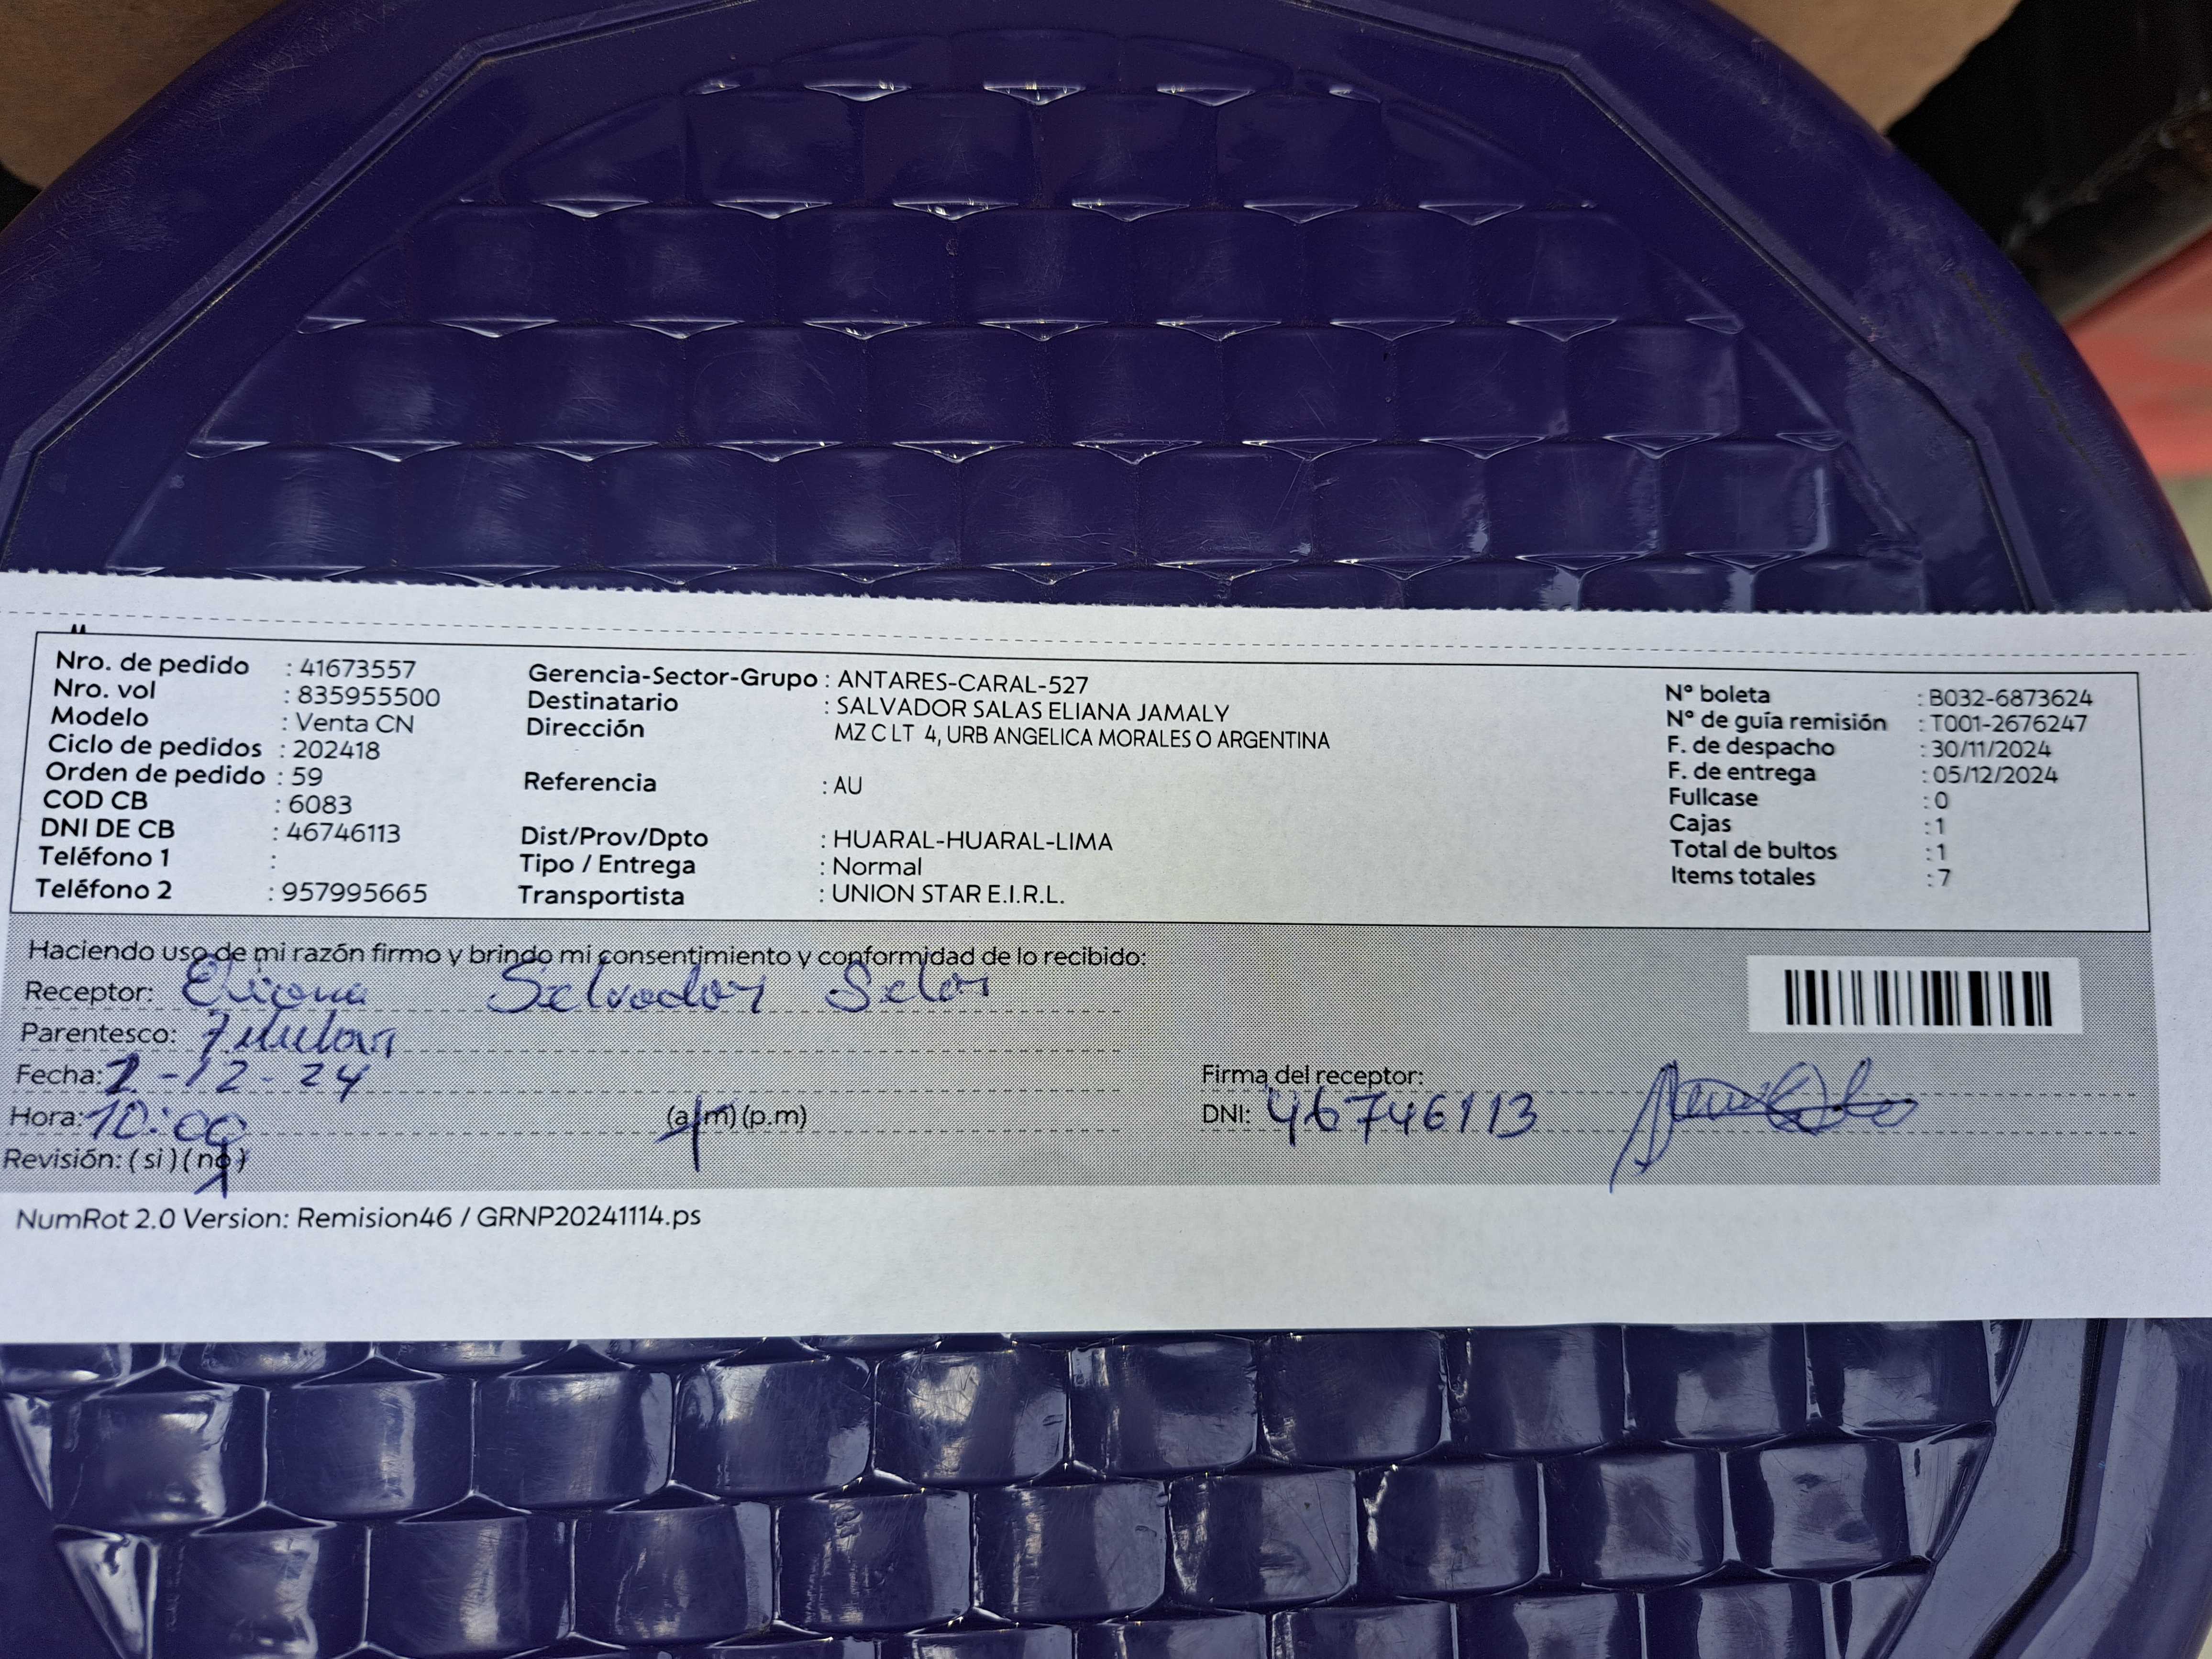 Nro. de pedido : 41673557
Nro. vol : 835955500
Modelo : Venta CN
Ciclo de pedidos : 202418
Orden de pedido : 59
COD CB : 6083
DNI DE CB : 46746113
Teléfono 1 :
Teléfono 2 : 957995665
Gerencia-Sector-Grupo : ANTARES-CARAL-527
Destinatario : SALVADOR SALAS ELIANA JAMALY
Dirección MZ C LT 4, URB ANGELICA MORALES O ARGENTINA
Referencia : AU
Dist/Prov/Dpto : HUARAL-HUARAL-LIMA
Tipo / Entrega : Normal
Transportista : UNION STAR E.I.R.L.
N° boleta : B032-6873624
N° de guía remisión : T001-2676247
F. de despacho : 30/11/2024
F. de entrega : 05/12/2024
Fullcase : 0
Cajas : 1
Total de bultos : 1
Items totales : 7
Haciendo uso de mi razón firmo y brindo mi consentimiento y conformidad de lo recibido:
Receptor: Eliana Salvador Salas
Parentesco: Titular
Fecha: 2-12-24
Hora: 10:00 (a.m) (p.m)
Revisión: (si) (no)
Firma del receptor:
DNI: 46746113
NumRot 2.0 Version: Remision46 / GRNP20241114.ps